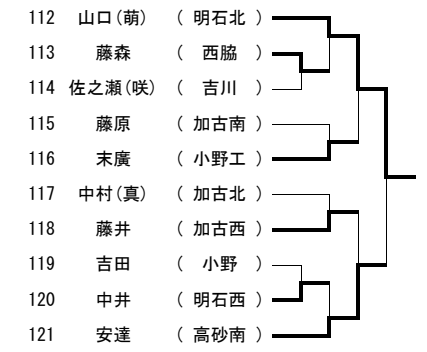 112 山口(萌) ( 明石北 )
113 藤森 ( 西脇 )
114 佐之瀬(咲) ( 吉川 )
115 藤原 ( 加古南 )
116 末廣 ( 小野工 )
117 中村(真) ( 加古北 )
118 藤井 ( 加古西 )
119 吉田 ( 小野 )
120 中井 ( 明石西 )
121 安達 ( 高砂南 )